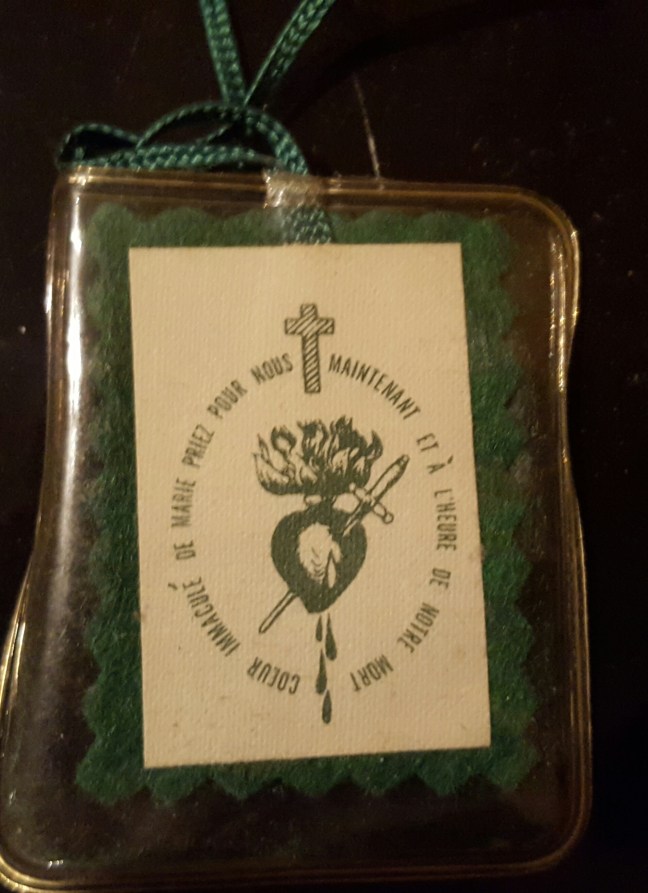 COEUR IMMACULÉ DE MARIE PRIEZ POUR NOUS MAINTENANT ET À L'HEURE DE NOTRE MORT